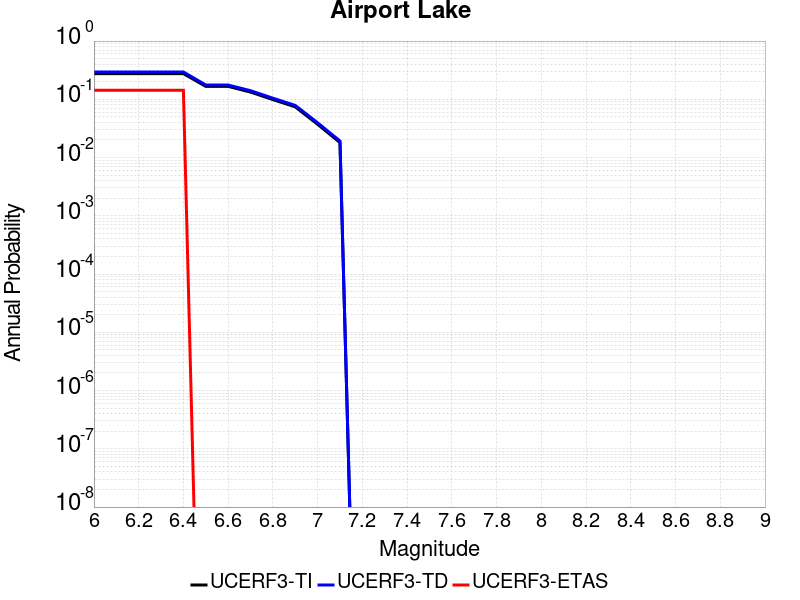 Airport Lake
10^0
10^-1
10^-2
10^-3
10^-4
10^-5
10^-6
10^-7
10^-8
Annual Probability
6 6.2 6.4 6.6 6.8 7 7.2 7.4 7.6 7.8 8 8.2 8.4 8.6 8.8 9
Magnitude
UCERF3-TI UCERF3-TD UCERF3-ETAS